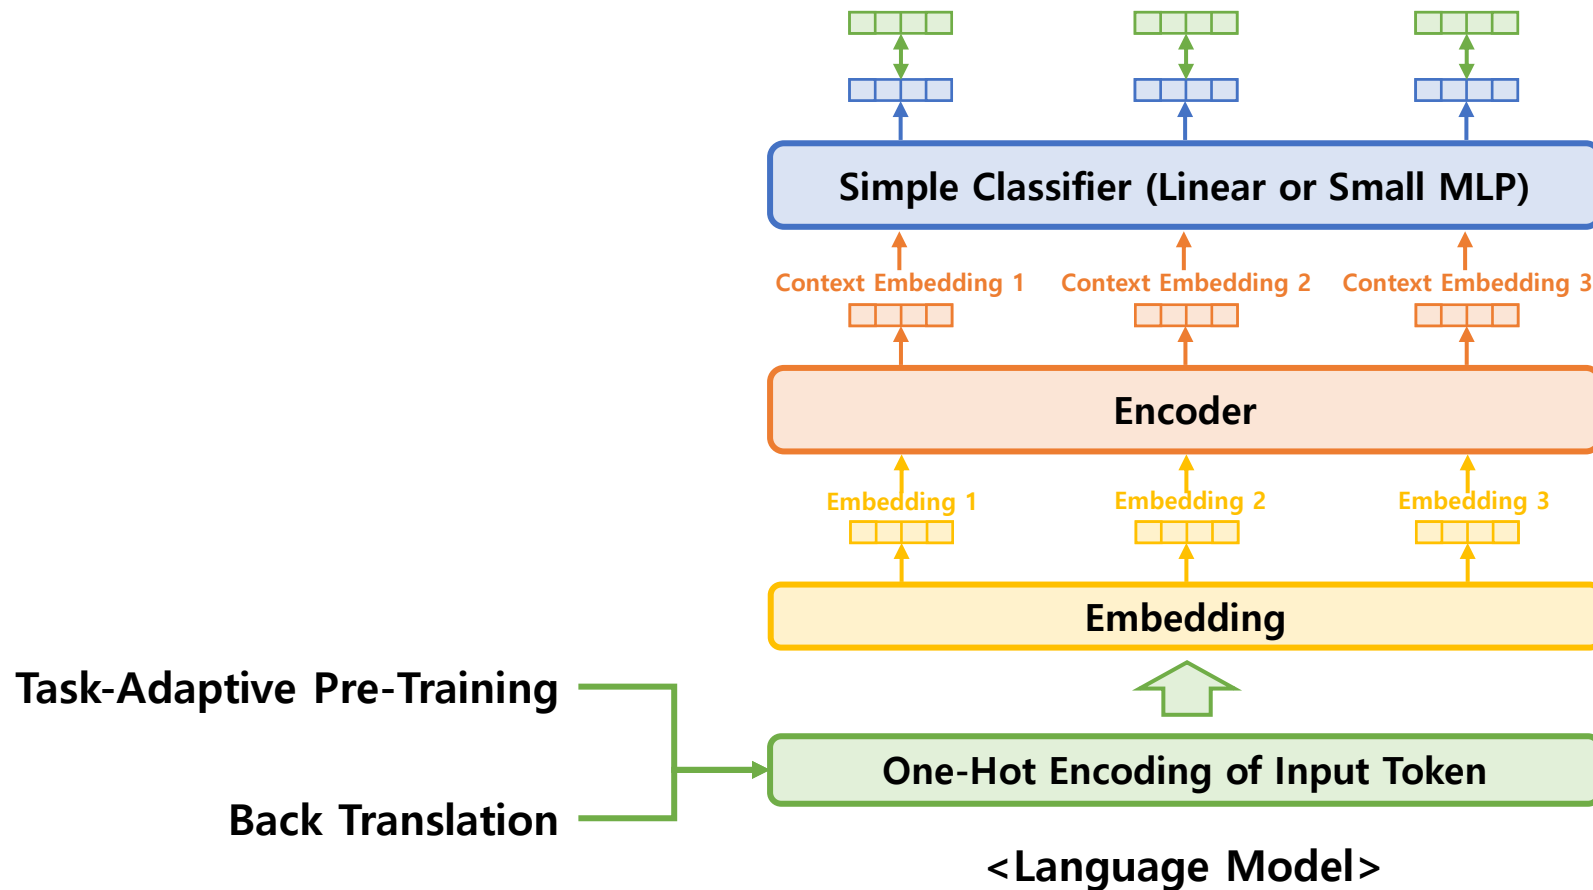 Simple Classifier (Linear or Small MLP)
Context Embedding 1
Context Embedding 2
Context Embedding 3
Encoder
Embedding 1
Embedding 2
Embedding 3
Embedding
Task-Adaptive Pre-Training
One-Hot Encoding of Input Token
Back Translation
<Language Model>